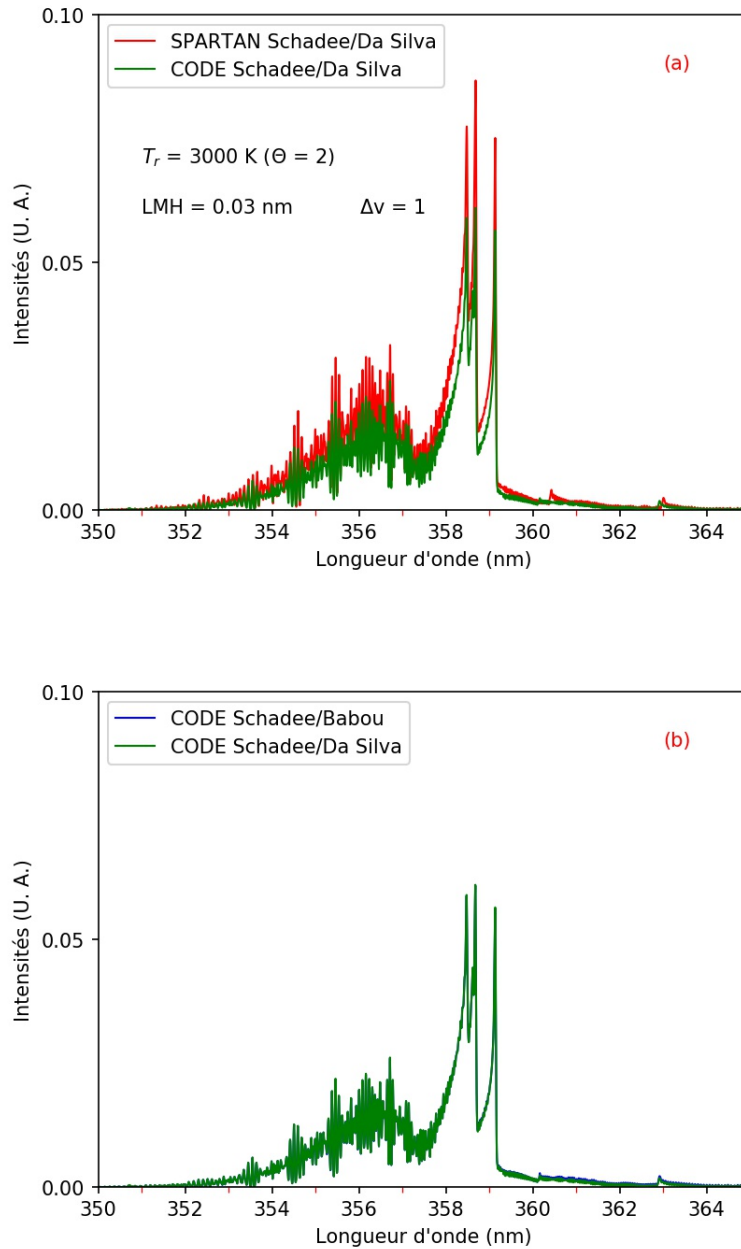 SPARTAN Schadee/Da Silva
CODE Schadee/Da Silva
(a)
T_r = 3000 K (Θ = 2)
LMH = 0.03 nm Δv = 1
0.10
0.05
0.00
Intensités (U. A.)
350 352 354 356 358 360 362 364
Longueur d'onde (nm)
CODE Schadee/Babou
CODE Schadee/Da Silva
(b)
0.10
0.05
0.00
Intensités (U. A.)
350 352 354 356 358 360 362 364
Longueur d'onde (nm)